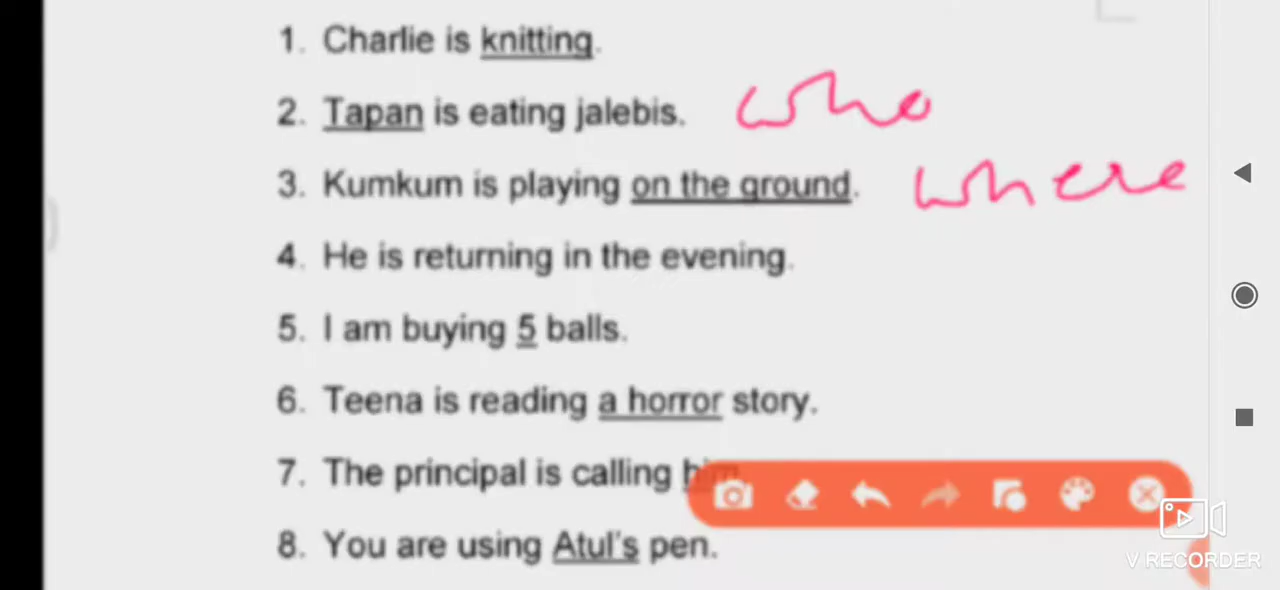 1. Charlie is knitting.
2. Tapan is eating jalebis. who
3. Kumkum is playing on the ground. where
4. He is returning in the evening.
5. I am buying 5 balls.
6. Teena is reading a horror story.
7. The principal is calling him
8. You are using Atul's pen.
V RECORDER